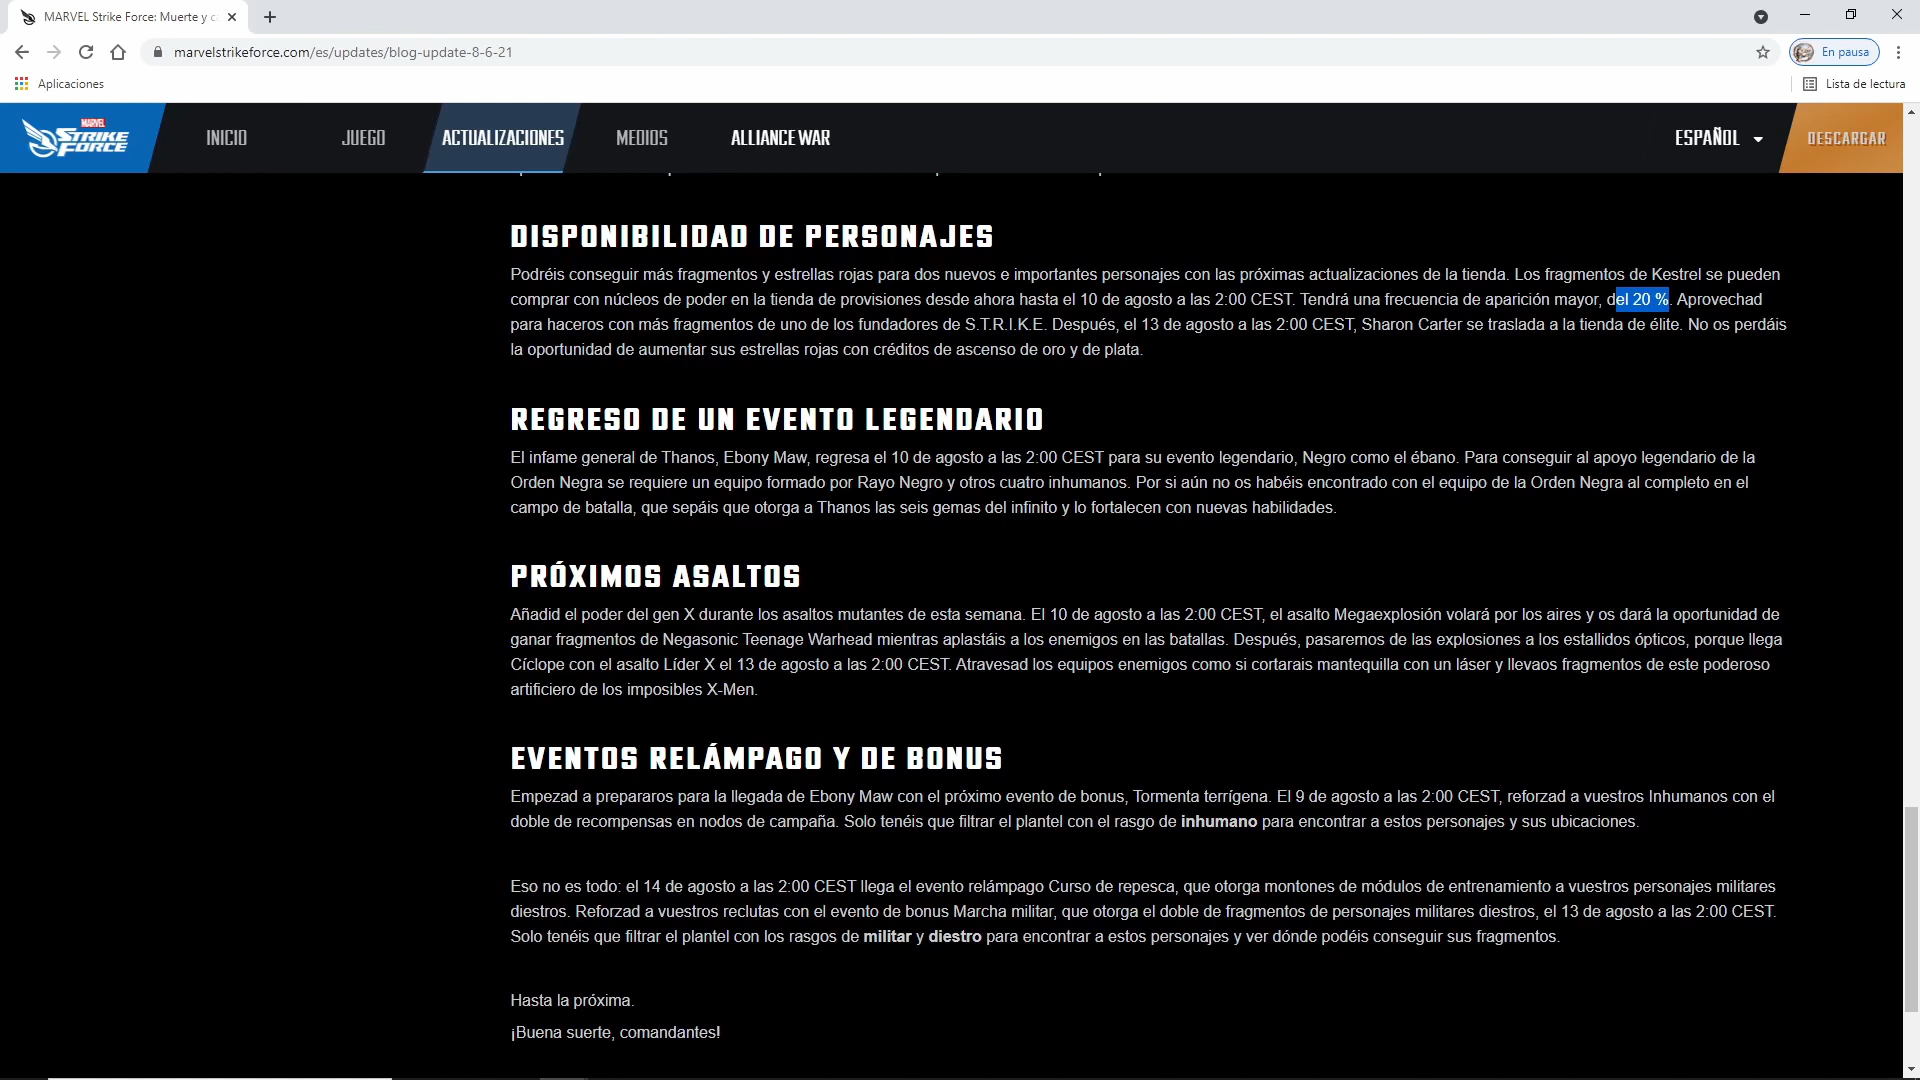 MARVEL Strike Force: Muerte y c
marvelstrikeforce.com/es/updates/blog-update-8-6-21
En pausa
Aplicaciones
Lista de lectura
MARVEL
STRIKE
FORCE
INICIO
JUEGO
ACTUALIZACIONES
MEDIOS
ALLIANCE WAR
ESPAÑOL
DESCARGAR
DISPONIBILIDAD DE PERSONAJES
Podréis conseguir más fragmentos y estrellas rojas para dos nuevos e importantes personajes con las próximas actualizaciones de la tienda. Los fragmentos de Kestrel se pueden
comprar con núcleos de poder en la tienda de provisiones desde ahora hasta el 10 de agosto a las 2:00 CEST. Tendrá una frecuencia de aparición mayor, del 20 %. Aprovechad
para haceros con más fragmentos de uno de los fundadores de S.T.R.I.K.E. Después, el 13 de agosto a las 2:00 CEST, Sharon Carter se traslada a la tienda de élite. No os perdáis
la oportunidad de aumentar sus estrellas rojas con créditos de ascenso de oro y de plata.
REGRESO DE UN EVENTO LEGENDARIO
El infame general de Thanos, Ebony Maw, regresa el 10 de agosto a las 2:00 CEST para su evento legendario, Negro como el ébano. Para conseguir al apoyo legendario de la
Orden Negra se requiere un equipo formado por Rayo Negro y otros cuatro inhumanos. Por si aún no os habéis encontrado con el equipo de la Orden Negra al completo en el
campo de batalla, que sepáis que otorga a Thanos las seis gemas del infinito y lo fortalecen con nuevas habilidades.
PRÓXIMOS ASALTOS
Añadid el poder del gen X durante los asaltos mutantes de esta semana. El 10 de agosto a las 2:00 CEST, el asalto Megaexplosión volará por los aires y os dará la oportunidad de
ganar fragmentos de Negasonic Teenage Warhead mientras aplastáis a los enemigos en las batallas. Después, pasaremos de las explosiones a los estallidos ópticos, porque llega
Cíclope con el asalto Líder X el 13 de agosto a las 2:00 CEST. Atravesad los equipos enemigos como si cortarais mantequilla con un láser y llevaos fragmentos de este poderoso
artificiero de los imposibles X-Men.
EVENTOS RELÁMPAGO Y DE BONUS
Empezad a prepararos para la llegada de Ebony Maw con el próximo evento de bonus, Tormenta terrígena. El 9 de agosto a las 2:00 CEST, reforzad a vuestros Inhumanos con el
doble de recompensas en nodos de campaña. Solo tenéis que filtrar el plantel con el rasgo de inhumano para encontrar a estos personajes y sus ubicaciones.
Eso no es todo: el 14 de agosto a las 2:00 CEST llega el evento relámpago Curso de repesca, que otorga montones de módulos de entrenamiento a vuestros personajes militares
diestros. Reforzad a vuestros reclutas con el evento de bonus Marcha militar, que otorga el doble de fragmentos de personajes militares diestros, el 13 de agosto a las 2:00 CEST.
Solo tenéis que filtrar el plantel con los rasgos de militar y diestro para encontrar a estos personajes y ver dónde podéis conseguir sus fragmentos.
Hasta la próxima.
¡Buena suerte, comandantes!